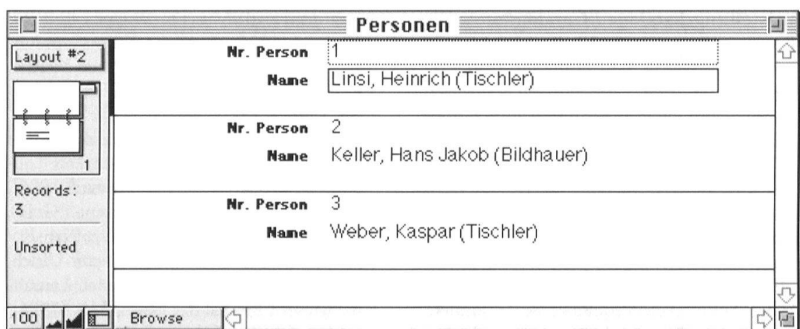 Personen
Layout #2
1
Records:
3
Unsorted
Nr. Person 1
Name Linsi, Heinrich (Tischler)
Nr. Person 2
Name Keller, Hans Jakob (Bildhauer)
Nr. Person 3
Name Weber, Kaspar (Tischler)
100 Browse